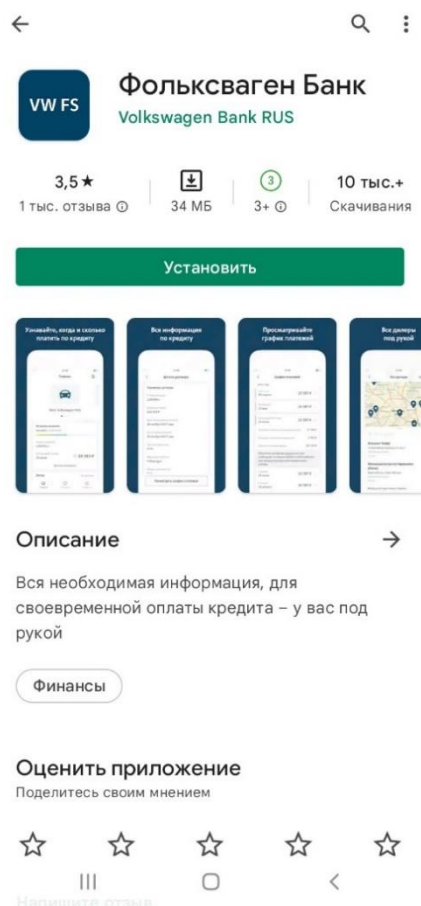 Фольксваген Банк
VW FS
Volkswagen Bank RUS
3,5★
1 тыс. отзыва
34 МБ
3
3+
10 тыс.+
Скачивания
Установить
Узнавайте, когда и сколько
платить по кредиту
Вся информация
по кредиту
Просматривайте
график платежей
Все дилеры
под рукой
Описание
Вся необходимая информация, для
своевременной оплаты кредита – у вас под
рукой
Финансы
Оценить приложение
Поделитесь своим мнением
Напишите отзыв